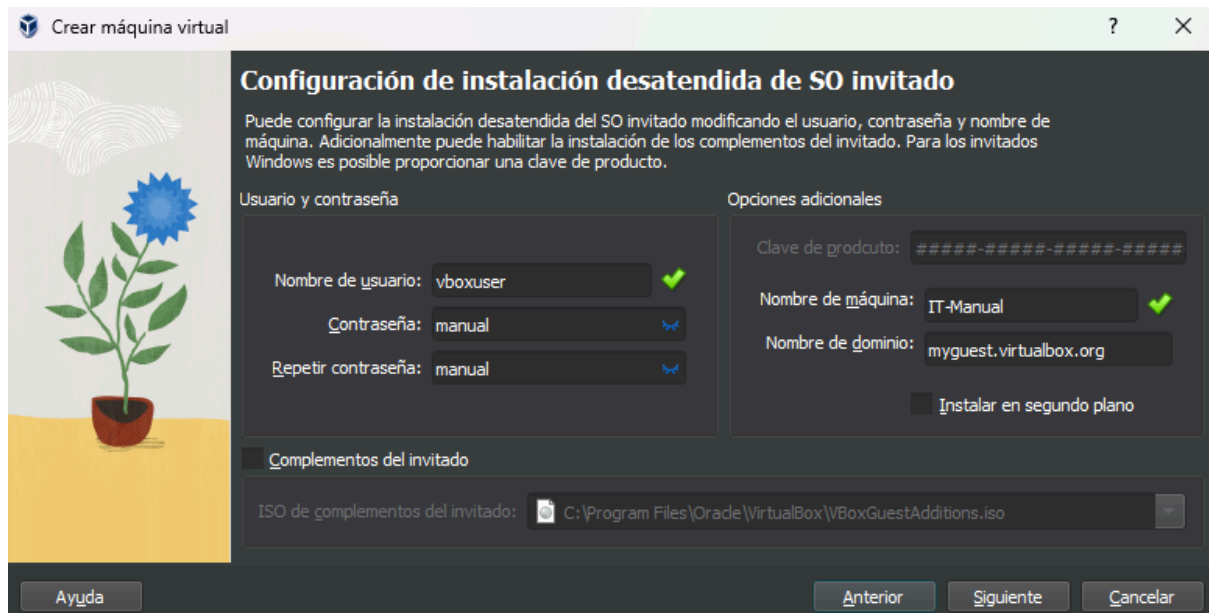 Crear máquina virtual
?
Configuración de instalación desatendida de SO invitado
Puede configurar la instalación desatendida del SO invitado modificando el usuario, contraseña y nombre de
máquina. Adicionalmente puede habilitar la instalación de los complementos del invitado. Para los invitados
Windows es posible proporcionar una clave de producto.
Usuario y contraseña
Nombre de usuario: vboxuser
Contraseña: manual
Repetir contraseña: manual
Opciones adicionales
Clave de prodcuto: #####-#####-#####-#####
Nombre de máquina: IT-Manual
Nombre de dominio: myguest.virtualbox.org
Instalar en segundo plano
Complementos del invitado
ISO de complementos del invitado: C:\Program Files\Oracle\VirtualBox\VBoxGuestAdditions.iso
Ayuda
Anterior
Siguiente
Cancelar